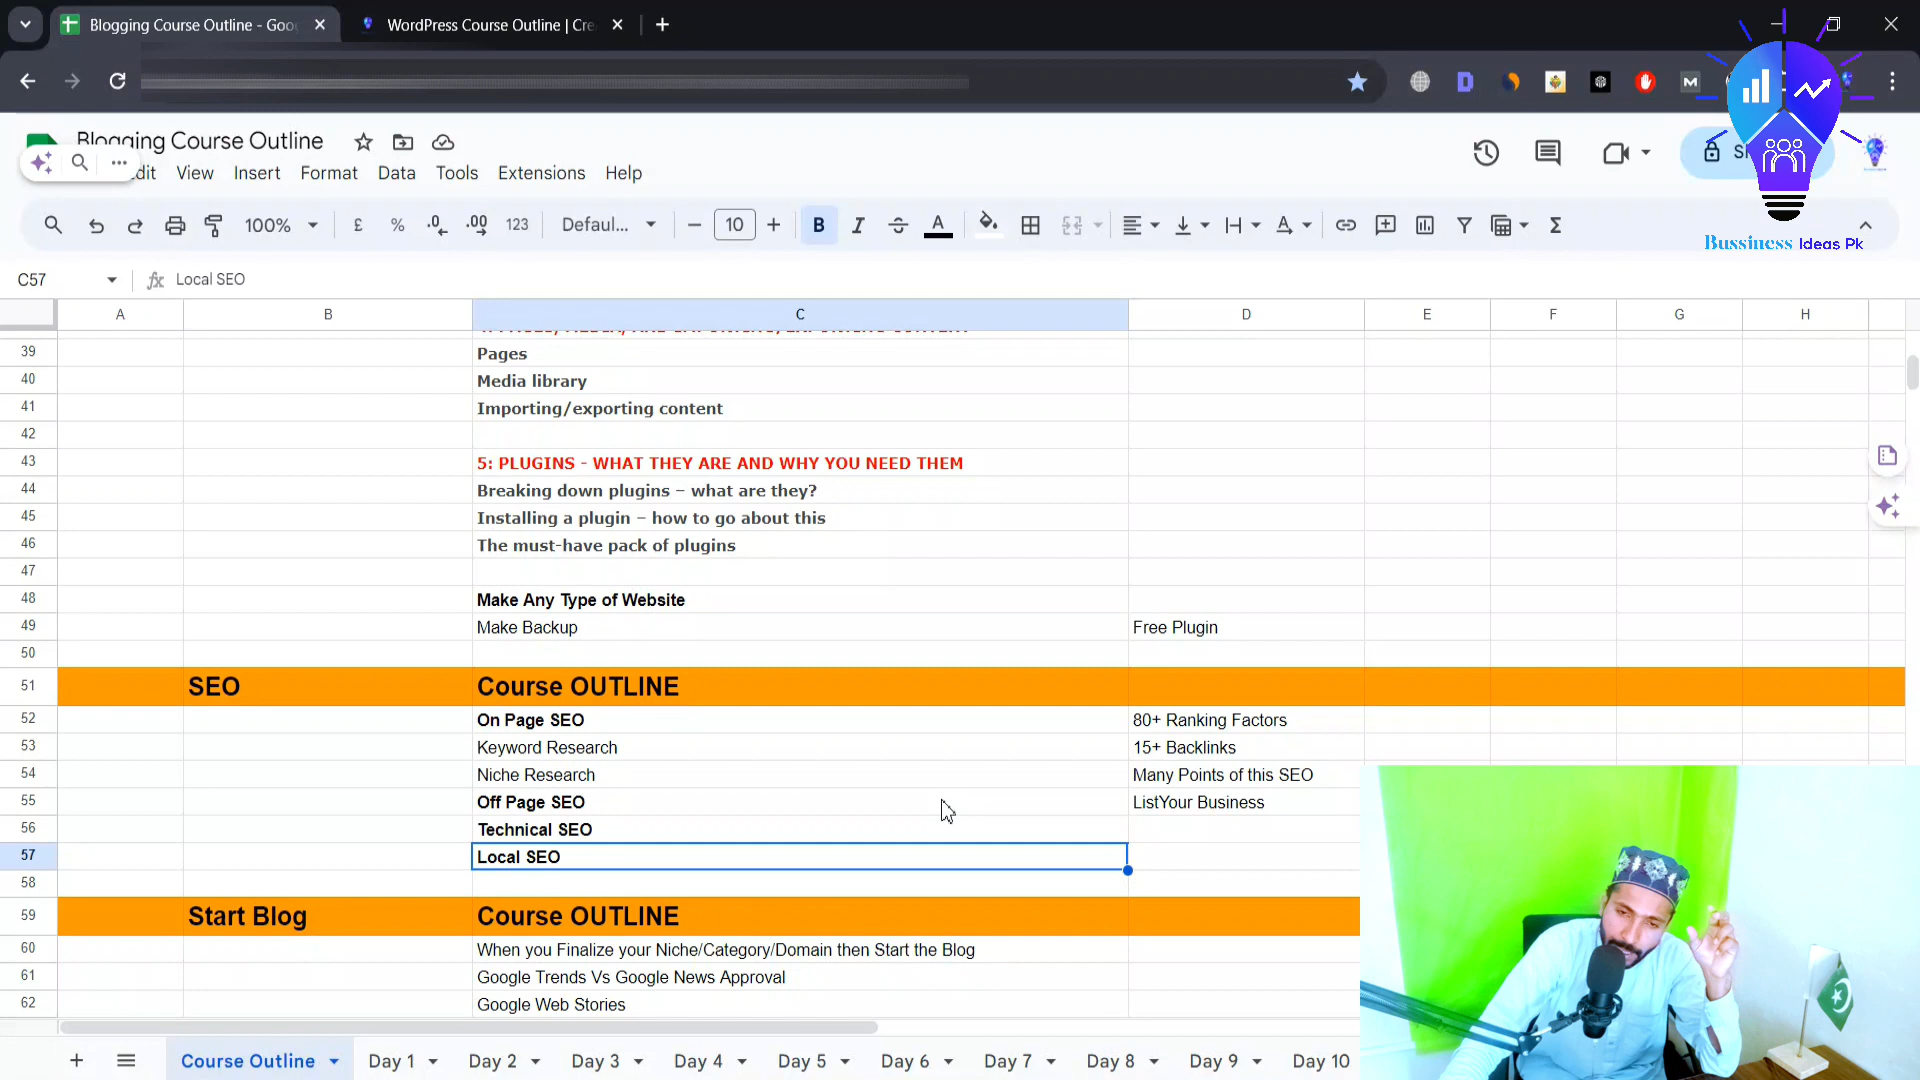 Blogging Course Outline - Goo
WordPress Course Outline | Cre
Blogging Course Outline
dit View Insert Format Data Tools Extensions Help
100% £ % .0 .00 123 Defaul... 10 B I A Σ
Bussiness Ideas Pk
C57 fx Local SEO
A B C D E F G H
39 Pages
40 Media library
41 Importing/exporting content
42
43 5: PLUGINS - WHAT THEY ARE AND WHY YOU NEED THEM
44 Breaking down plugins – what are they?
45 Installing a plugin – how to go about this
46 The must-have pack of plugins
47
48 Make Any Type of Website
49 Make Backup Free Plugin
50
51 SEO Course OUTLINE
52 On Page SEO 80+ Ranking Factors
53 Keyword Research 15+ Backlinks
54 Niche Research Many Points of this SEO
55 Off Page SEO ListYour Business
56 Technical SEO
57 Local SEO
58
59 Start Blog Course OUTLINE
60 When you Finalize your Niche/Category/Domain then Start the Blog
61 Google Trends Vs Google News Approval
62 Google Web Stories
Course Outline Day 1 Day 2 Day 3 Day 4 Day 5 Day 6 Day 7 Day 8 Day 9 Day 10